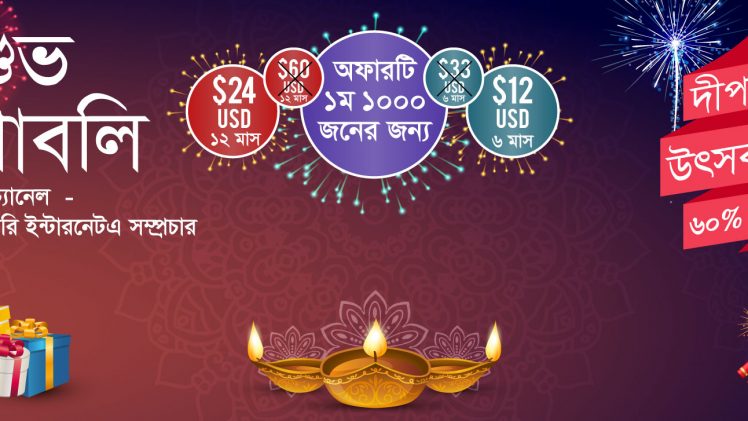 শুভ
াবলি
্যানেল -
রি ইন্টারনেটএ সম্প্রচার
$24
USD
১২ মাস
$60
USD
১২ মাস
অফারটি
১ম ১০০০
জনের জন্য
$33
USD
৬ মাস
$12
USD
৬ মাস
দীপ
উৎসব
৬০%